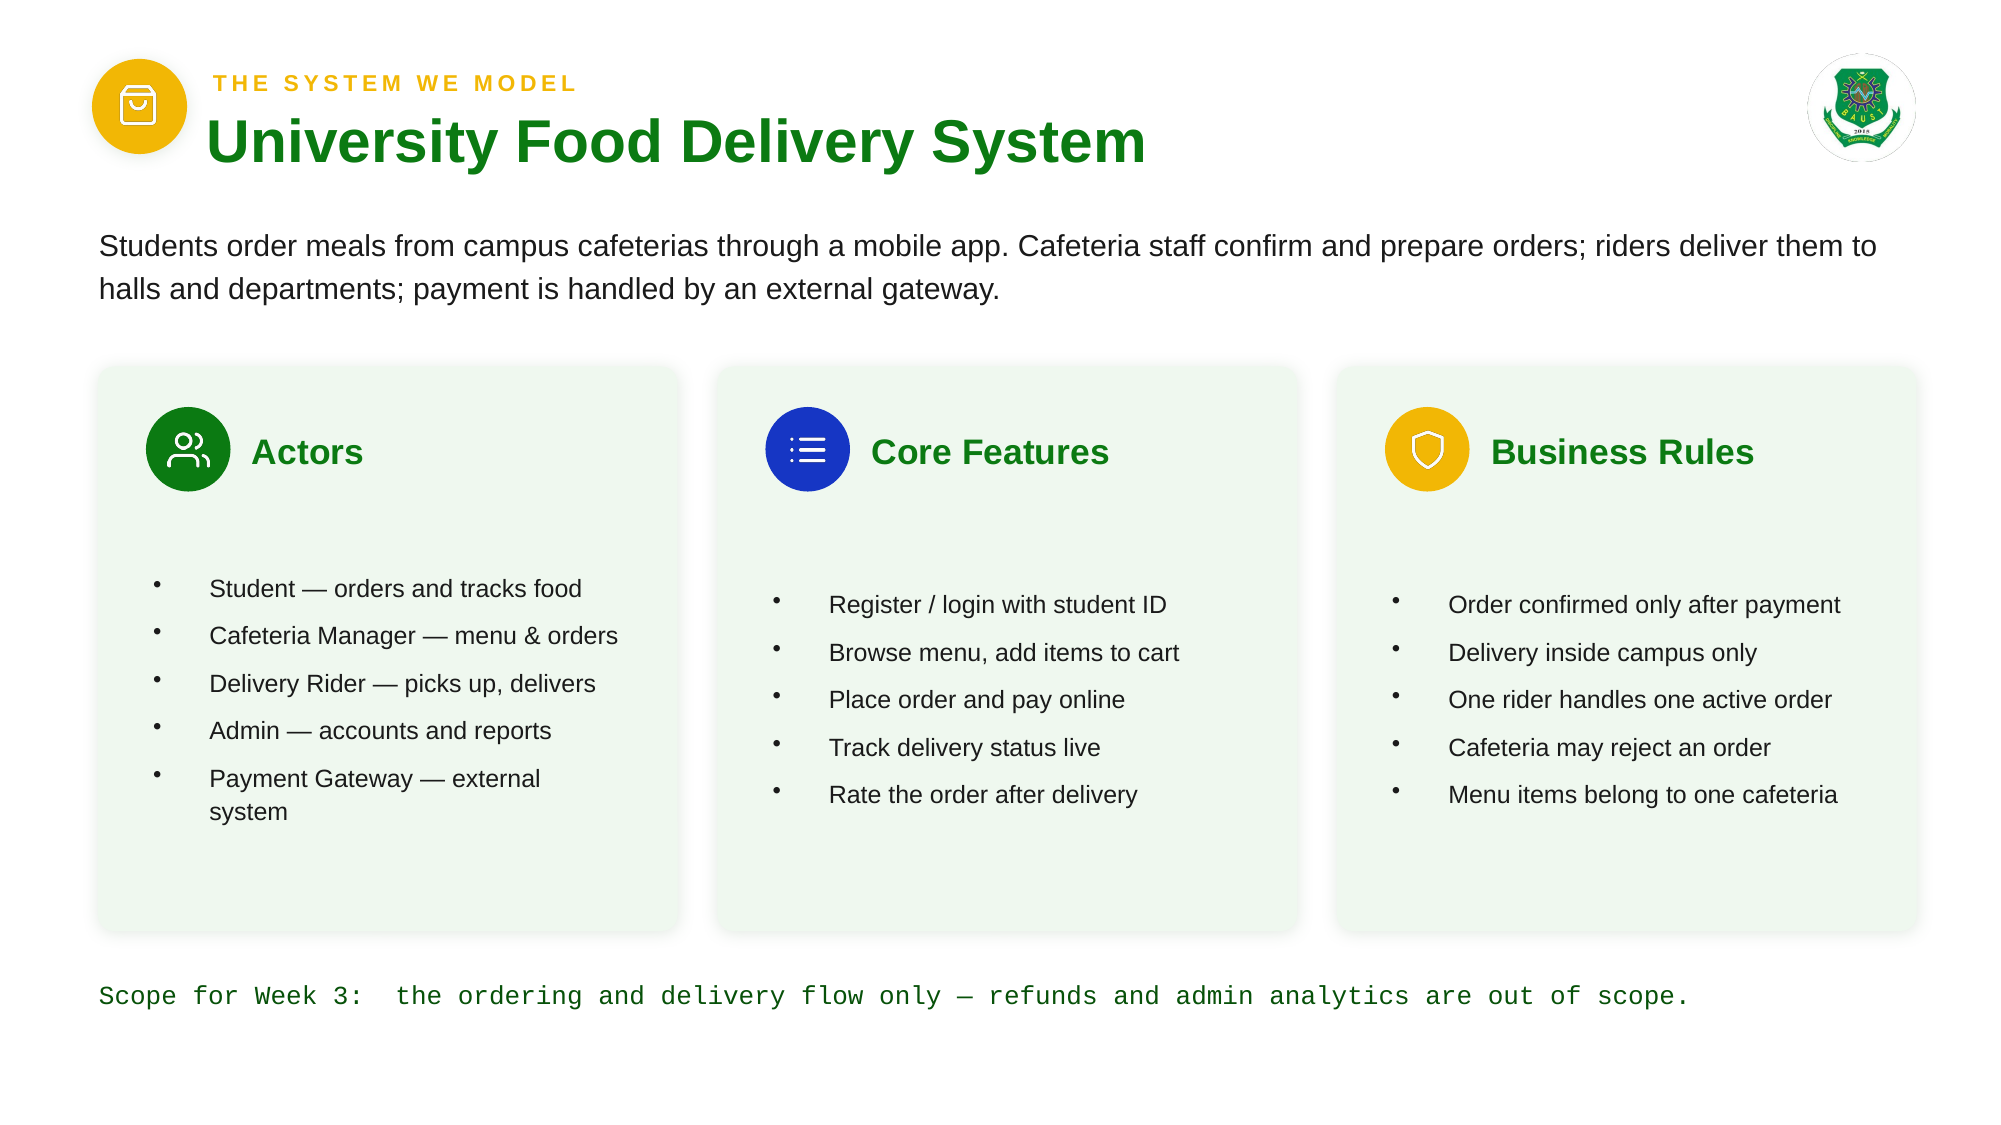 THE SYSTEM WE MODEL
University Food Delivery System
BAUST
2015
KNOWLEDGE
Students order meals from campus cafeterias through a mobile app. Cafeteria staff confirm and prepare orders; riders deliver them to
halls and departments; payment is handled by an external gateway.
Actors
• Student — orders and tracks food
• Cafeteria Manager — menu & orders
• Delivery Rider — picks up, delivers
• Admin — accounts and reports
• Payment Gateway — external
system
Core Features
• Register / login with student ID
• Browse menu, add items to cart
• Place order and pay online
• Track delivery status live
• Rate the order after delivery
Business Rules
• Order confirmed only after payment
• Delivery inside campus only
• One rider handles one active order
• Cafeteria may reject an order
• Menu items belong to one cafeteria
Scope for Week 3:  the ordering and delivery flow only — refunds and admin analytics are out of scope.